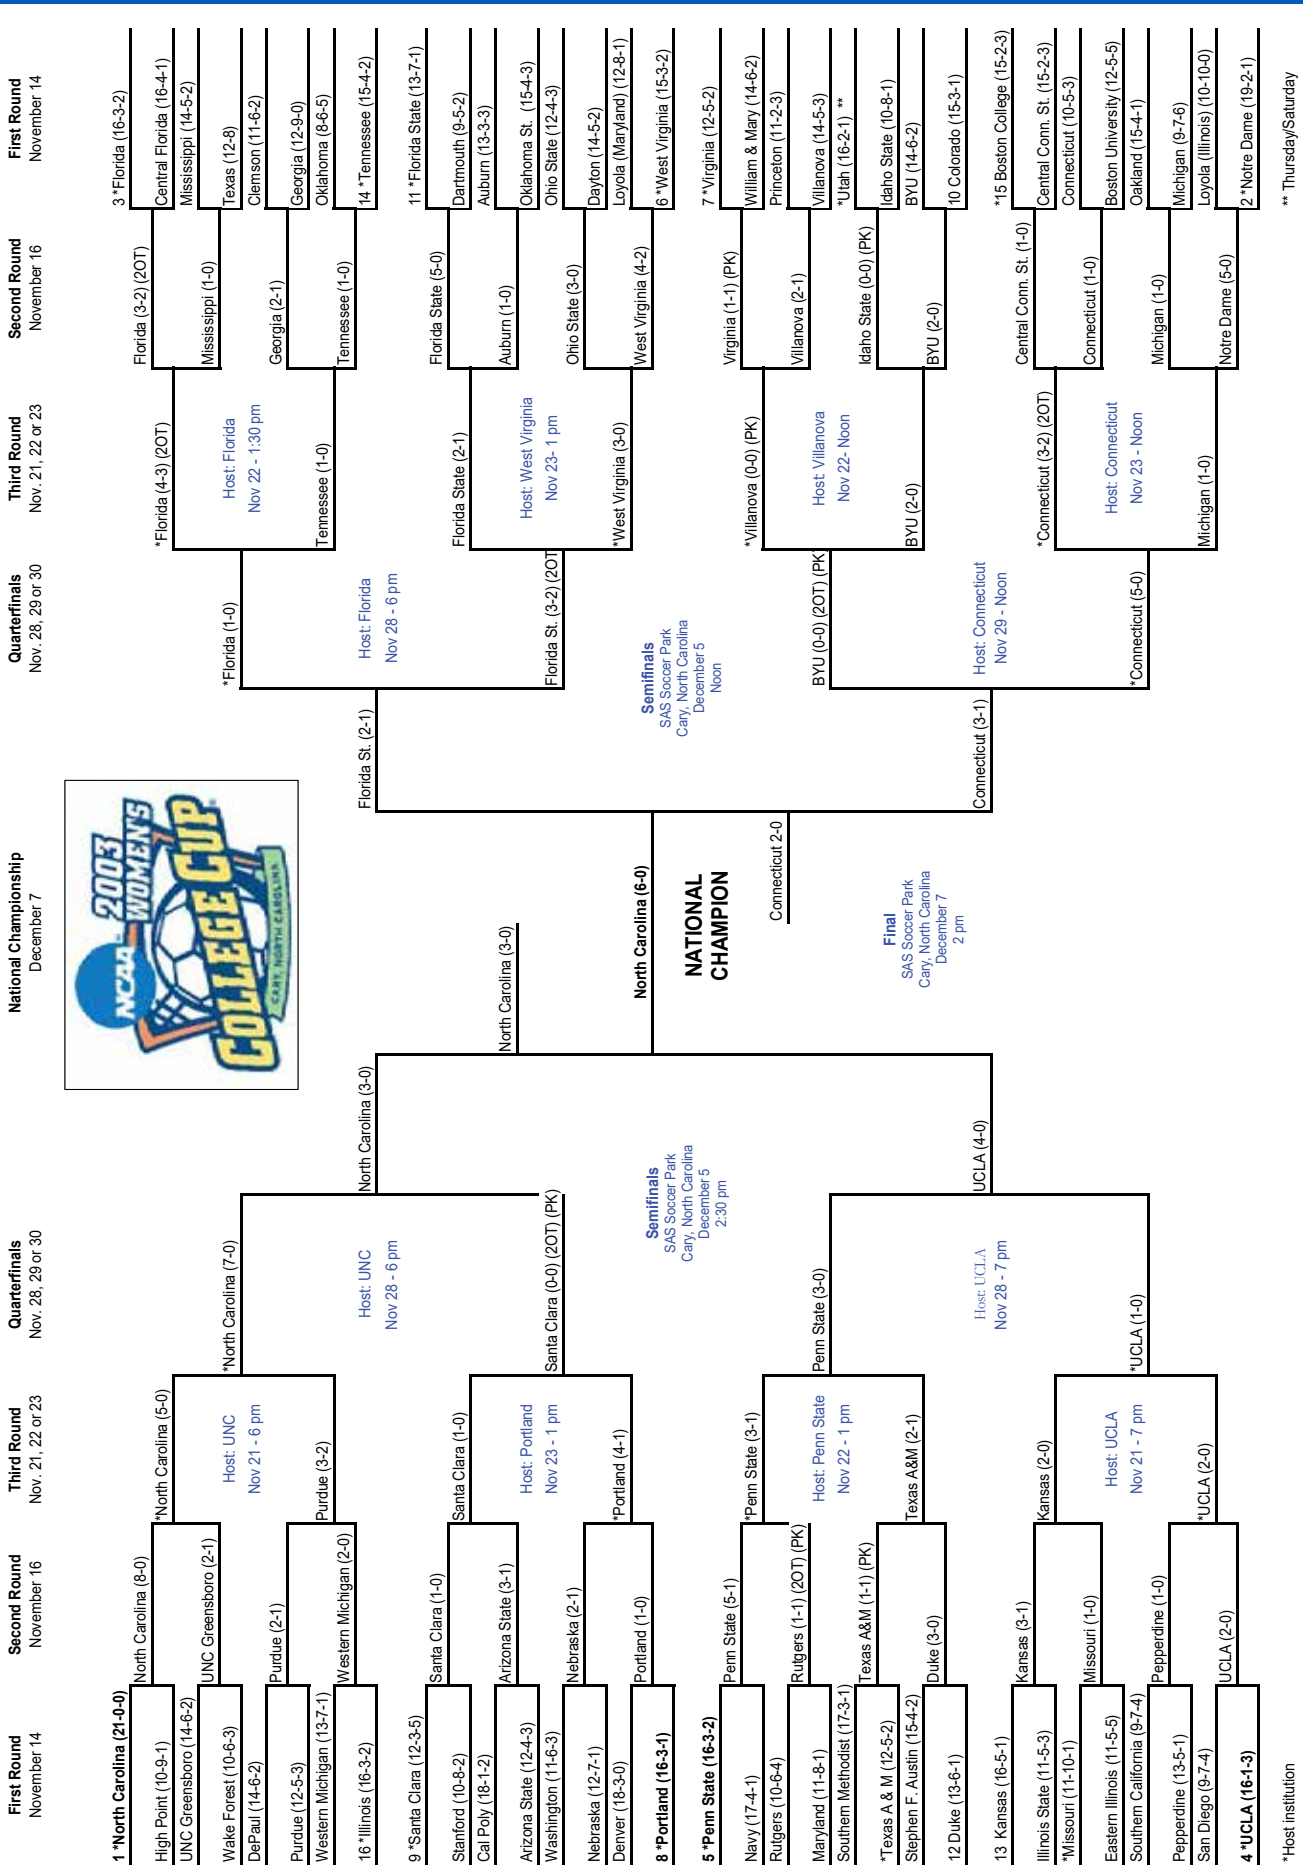 First Round
November 14
Second Round
November 16
Third Round
Nov. 21, 22 or 23
Quarterfinals
Nov. 28, 29 or 30
National Championship
December 7
Quarterfinals
Nov. 28, 29 or 30
Third Round
Nov. 21, 22 or 23
Second Round
November 16
First Round
November 14
1 *North Carolina (21-0-0)
High Point (10-9-1)
UNC Greensboro (14-6-2)
Wake Forest (10-6-3)
DePaul (14-6-2)
Purdue (12-5-3)
Western Michigan (13-7-1)
16 *Illinois (16-3-2)
9 *Santa Clara (12-3-5)
Stanford (10-8-2)
Cal Poly (18-1-2)
Arizona State (12-4-3)
Washington (11-6-3)
Nebraska (12-7-1)
Denver (18-3-0)
8 *Portland (16-3-1)
5 *Penn State (16-3-2)
Navy (17-4-1)
Rutgers (10-6-4)
Maryland (11-8-1)
Southern Methodist (17-3-1)
*Texas A & M (12-5-2)
Stephen F. Austin (15-4-2)
12 Duke (13-6-1)
13 Kansas (16-5-1)
Illinois State (11-5-3)
*Missouri (11-10-1)
Eastern Illinois (11-5-5)
Southern California (9-7-4)
Pepperdine (13-5-1)
San Diego (9-7-4)
4 *UCLA (16-1-3)
*Host institution
North Carolina (8-0)
UNC Greensboro (2-1)
Purdue (2-1)
Western Michigan (2-0)
Santa Clara (1-0)
Arizona State (3-1)
Nebraska (2-1)
Portland (1-0)
Penn State (5-1)
Rutgers (1-1) (2OT) (PK)
Texas A&M (1-1) (PK)
Duke (3-0)
Kansas (3-1)
Missouri (1-0)
Pepperdine (1-0)
UCLA (2-0)
*North Carolina (5-0)
Host: UNC
Nov 21 - 6 pm
Purdue (3-2)
Santa Clara (1-0)
Host: Portland
Nov 23 - 1 pm
*Portland (4-1)
*Penn State (3-1)
Host: Penn State
Nov 22 - 1 pm
Texas A&M (2-1)
Kansas (2-0)
Host: UCLA
Nov 21 - 7 pm
*UCLA (2-0)
*North Carolina (7-0)
Host: UNC
Nov 28 - 6 pm
Santa Clara (0-0) (2OT) (PK)
Penn State (3-0)
Host: UCLA
Nov 28 - 7 pm
*UCLA (1-0)
North Carolina (3-0)
Semifinals
SAS Soccer Park
Cary, North Carolina
December 5
2:30 pm
UCLA (4-0)
NCAA
2003
WOMEN'S
COLLEGE CUP
CARY, NORTH CAROLINA
North Carolina (3-0)
North Carolina (6-0)
NATIONAL
CHAMPION
Connecticut 2-0
Final
SAS Soccer Park
Cary, North Carolina
December 7
2 pm
Florida St. (2-1)
Semifinals
SAS Soccer Park
Cary, North Carolina
December 5
Noon
Connecticut (3-1)
*Florida (1-0)
Host: Florida
Nov 28 - 6 pm
Florida St. (3-2) (2OT
BYU (0-0) (2OT) (PK
Host: Connecticut
Nov 29 - Noon
*Connecticut (5-0)
*Florida (4-3) (2OT)
Host: Florida
Nov 22 - 1:30 pm
Tennessee (1-0)
Florida State (2-1)
Host: West Virginia
Nov 23- 1 pm
*West Virginia (3-0)
*Villanova (0-0) (PK)
Host: Villanova
Nov 22- Noon
BYU (2-0)
*Connecticut (3-2) (2OT)
Host: Connecticut
Nov 23 - Noon
Michigan (1-0)
Florida (3-2) (2OT)
Mississippi (1-0)
Georgia (2-1)
Tennessee (1-0)
Florida State (5-0)
Auburn (1-0)
Ohio State (3-0)
West Virginia (4-2)
Virginia (1-1) (PK)
Villanova (2-1)
Idaho State (0-0) (PK)
BYU (2-0)
Central Conn. St. (1-0)
Connecticut (1-0)
Michigan (1-0)
Notre Dame (5-0)
3 *Florida (16-3-2)
Central Florida (16-4-1)
Mississippi (14-5-2)
Texas (12-8)
Clemson (11-6-2)
Georgia (12-9-0)
Oklahoma (8-6-5)
14 *Tennessee (15-4-2)
11 *Florida State (13-7-1)
Dartmouth (9-5-2)
Auburn (13-3-3)
Oklahoma St. (15-4-3)
Ohio State (12-4-3)
Dayton (14-5-2)
Loyola (Maryland) (12-8-1)
6 *West Virginia (15-3-2)
7 *Virginia (12-5-2)
William & Mary (14-6-2)
Princeton (11-2-3)
Villanova (14-5-3)
*Utah (16-2-1) **
Idaho State (10-8-1)
BYU (14-6-2)
10 Colorado (15-3-1)
*15 Boston College (15-2-3)
Central Conn. St. (15-2-3)
Connecticut (10-5-3)
Boston University (12-5-5)
Oakland (15-4-1)
Michigan (9-7-6)
Loyola (Illinois) (10-10-0)
2 *Notre Dame (19-2-1)
** Thursday/Saturday